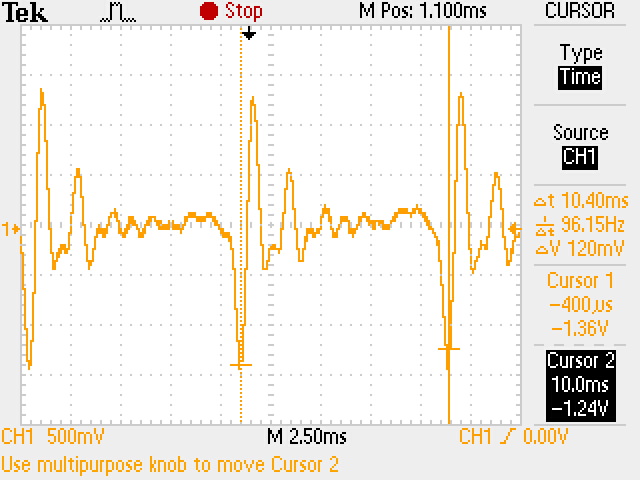 Tek Stop M Pos: 1.100ms CURSOR
Type
Time
Source
CH1
Δt 10.40ms
1/Δt 96.15Hz
ΔV 120mV
Cursor 1
−400µs
−1.36V
Cursor 2
10.0ms
−1.24V
1
CH1 500mV M 2.50ms CH1 0.00V
Use multipurpose knob to move Cursor 2